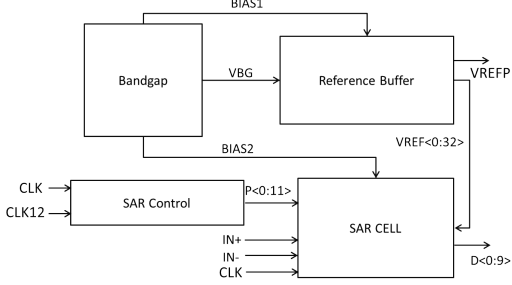 BIAS1
Bandgap
VBG
Reference Buffer
VREFP
VREF<0:32>
BIAS2
CLK
CLK12
SAR Control
P<0:11>
SAR CELL
IN+
IN-
CLK
D<0:9>